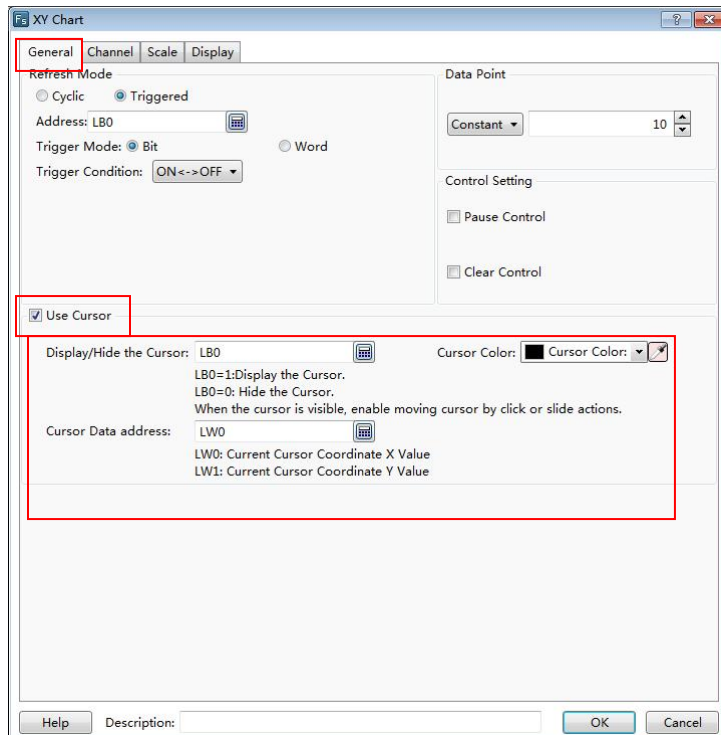 Fs XY Chart
General Channel Scale Display
Refresh Mode
Cyclic Triggered
Address: LB0
Trigger Mode: Bit Word
Trigger Condition: ON<->OFF
Data Point
Constant 10
Control Setting
Pause Control
Clear Control
Use Cursor
Display/Hide the Cursor: LB0 Cursor Color: Cursor Color:
LB0=1:Display the Cursor.
LB0=0: Hide the Cursor.
When the cursor is visible, enable moving cursor by click or slide actions.
Cursor Data address: LW0
LW0: Current Cursor Coordinate X Value
LW1: Current Cursor Coordinate Y Value
Help Description: OK Cancel